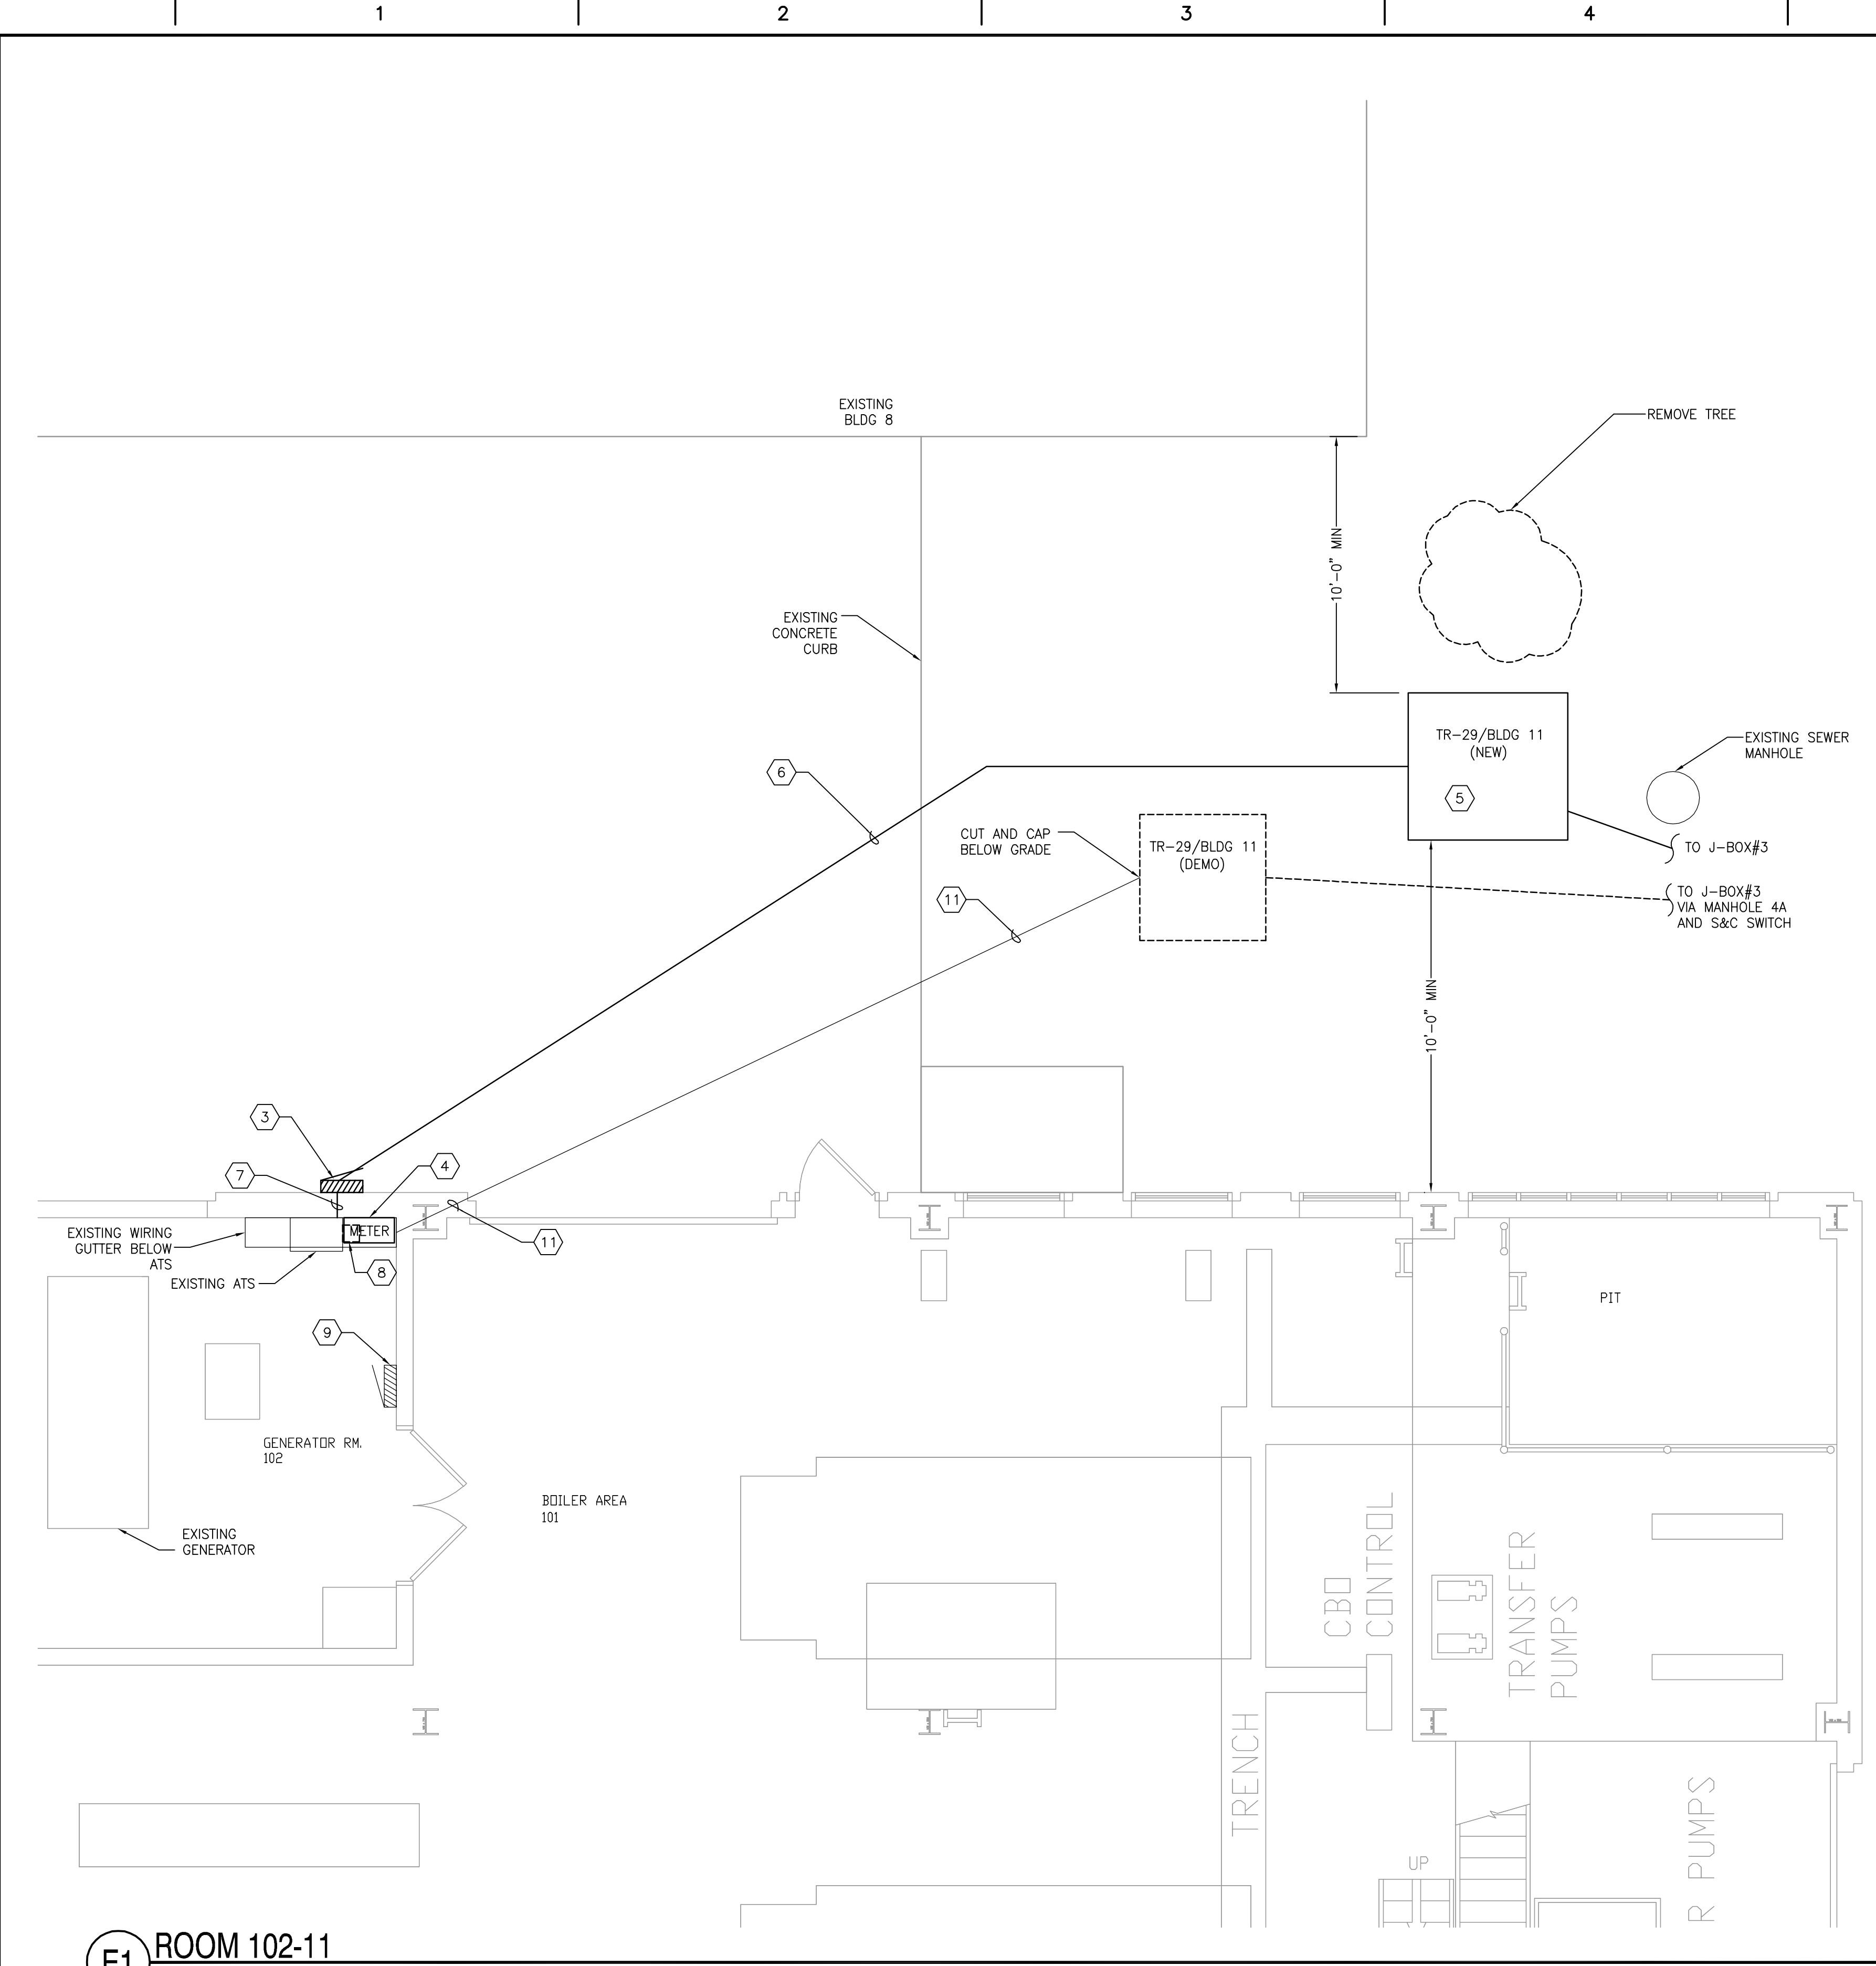 1
2
3
4
EXISTING
BLDG 8
REMOVE TREE
10'-0" MIN
EXISTING
CONCRETE
CURB
TR-29/BLDG 11
(NEW)
5
EXISTING SEWER
MANHOLE
6
CUT AND CAP
BELOW GRADE
TR-29/BLDG 11
(DEMO)
TO J-BOX#3
TO J-BOX#3
VIA MANHOLE 4A
AND S&C SWITCH
11
10'-0" MIN
3
7
4
METER
EXISTING WIRING
GUTTER BELOW
ATS
EXISTING ATS
8
11
9
PIT
GENERATOR RM.
102
BOILER AREA
101
EXISTING
GENERATOR
CBO
CONTROL
TRANSFER
PUMPS
TRENCH
UP
R PUMPS
E1
ROOM 102-11